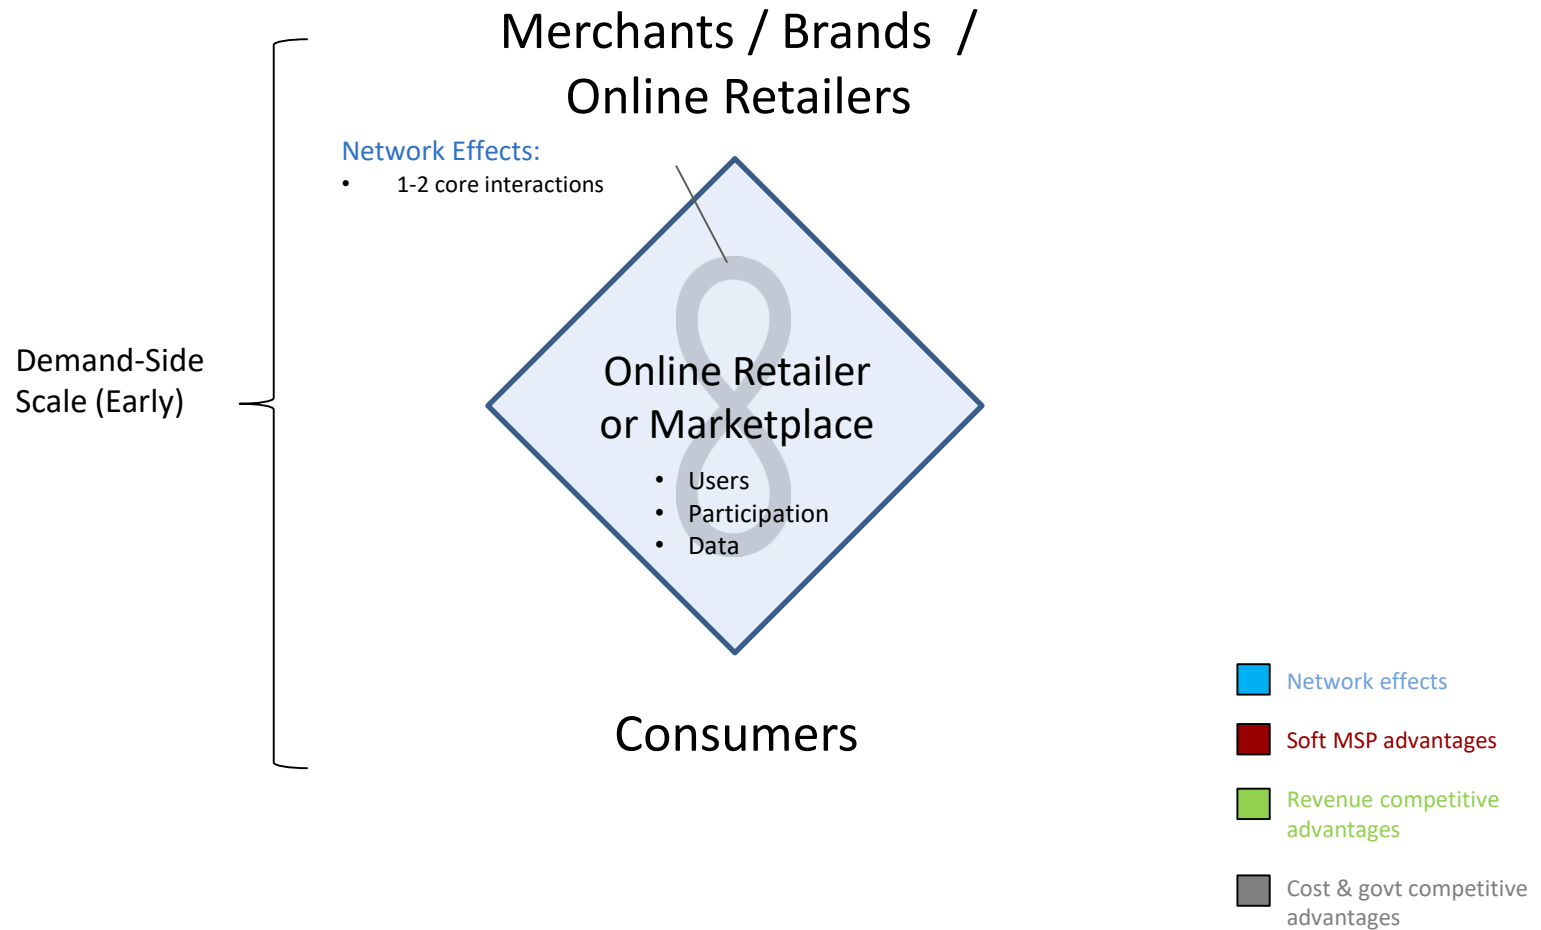 Merchants / Brands /
Online Retailers
Network Effects:
• 1-2 core interactions
Demand-Side
Scale (Early)
Online Retailer
or Marketplace
• Users
• Participation
• Data
Consumers
Network effects
Soft MSP advantages
Revenue competitive
advantages
Cost & govt competitive
advantages